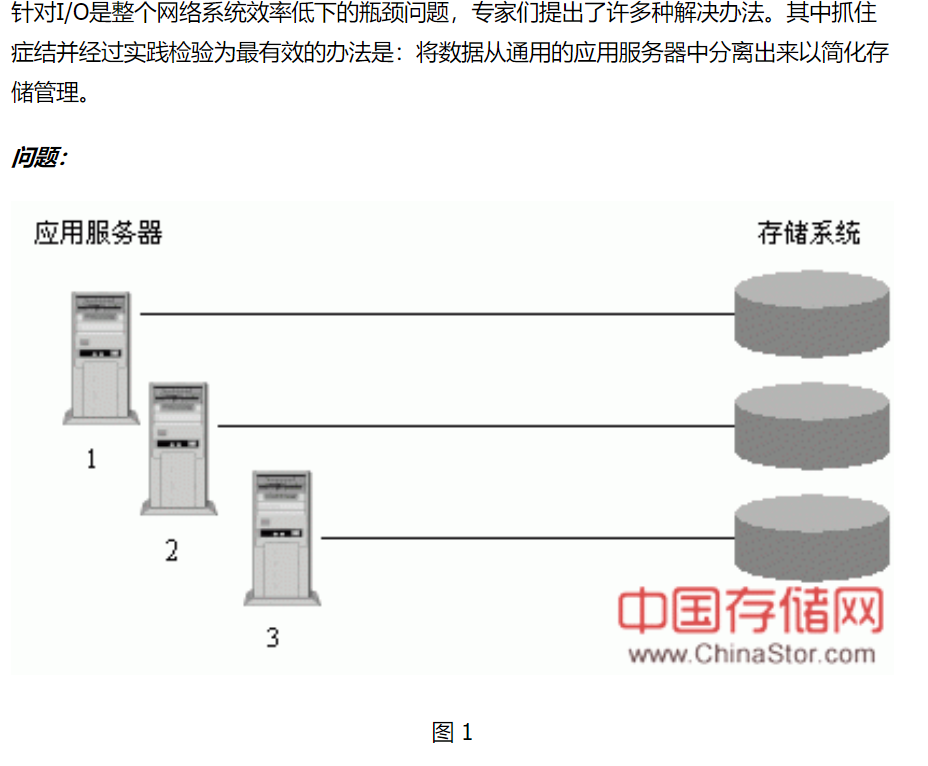 针对I/O是整个网络系统效率低下的瓶颈问题，专家们提出了许多种解决办法。其中抓住
症结并经过实践检验为最有效的办法是：将数据从通用的应用服务器中分离出来以简化存
储管理。
问题：
应用服务器 存储系统
1
2
3
中国存储网
www.ChinaStor.com
图 1